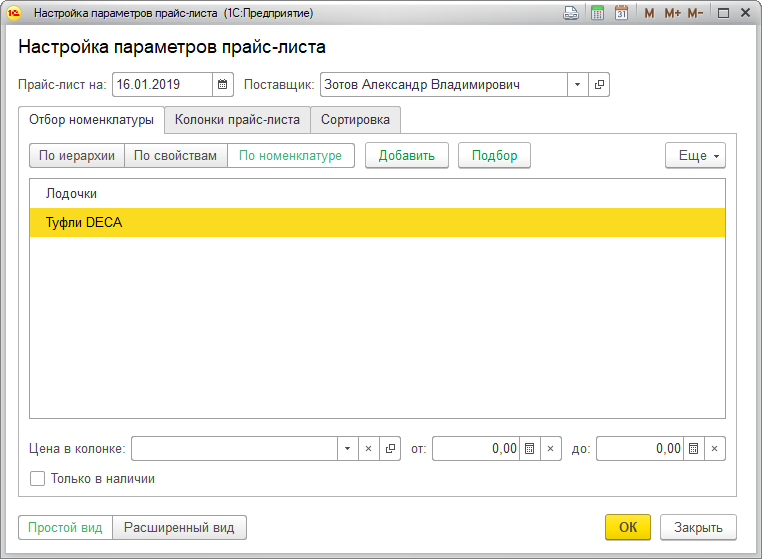 Настройка параметров прайс-листа (1С:Предприятие) 31 M M+ M-
Настройка параметров прайс-листа
Прайс-лист на: 16.01.2019 Поставщик: Зотов Александр Владимирович
Отбор номенклатуры Колонки прайс-листа Сортировка
По иерархии По свойствам По номенклатуре Добавить Подбор Еще
Лодочки
Туфли DECA
Цена в колонке: от: 0,00 до: 0,00
Только в наличии
Простой вид Расширенный вид ОК Закрыть